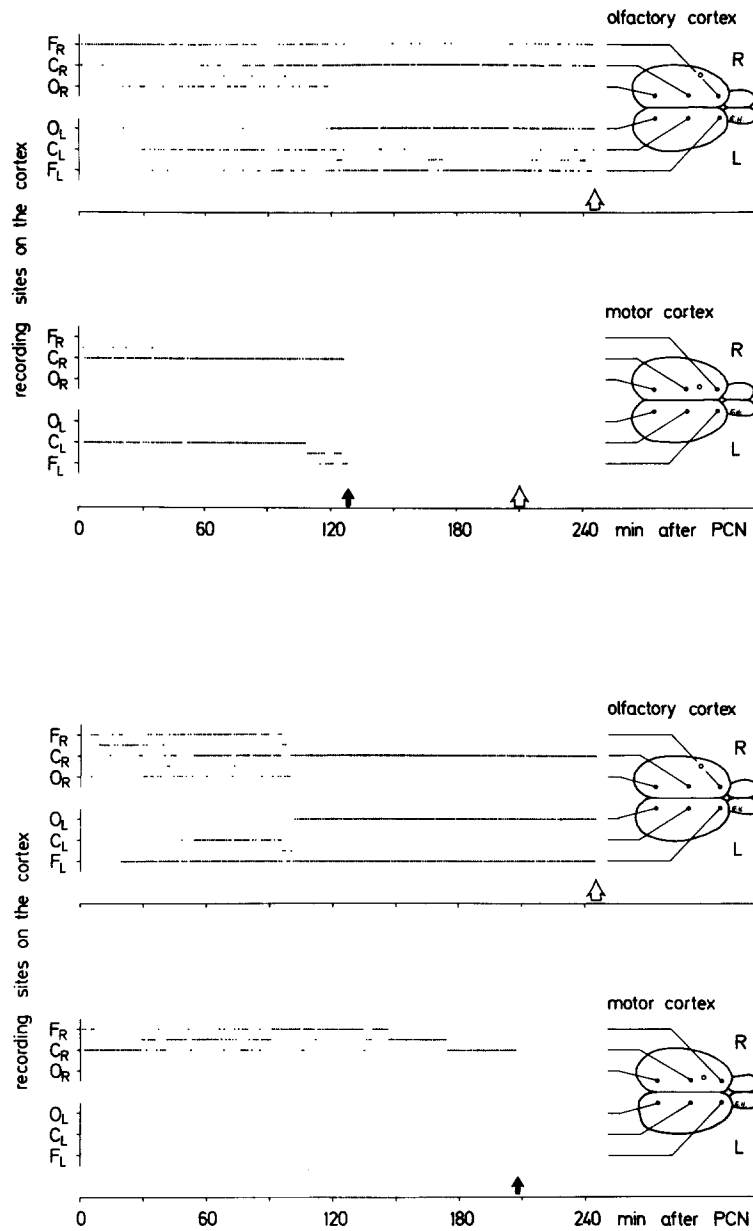 olfactory cortex
F_R
C_R
O_R
R
O_L
C_L
F_L
L
recording sites on the cortex
motor cortex
F_R
C_R
O_R
R
O_L
C_L
F_L
L
0 60 120 180 240 min after PCN
olfactory cortex
F_R
C_R
O_R
R
O_L
C_L
F_L
L
recording sites on the cortex
motor cortex
F_R
C_R
O_R
R
O_L
C_L
F_L
L
0 60 120 180 240 min after PCN